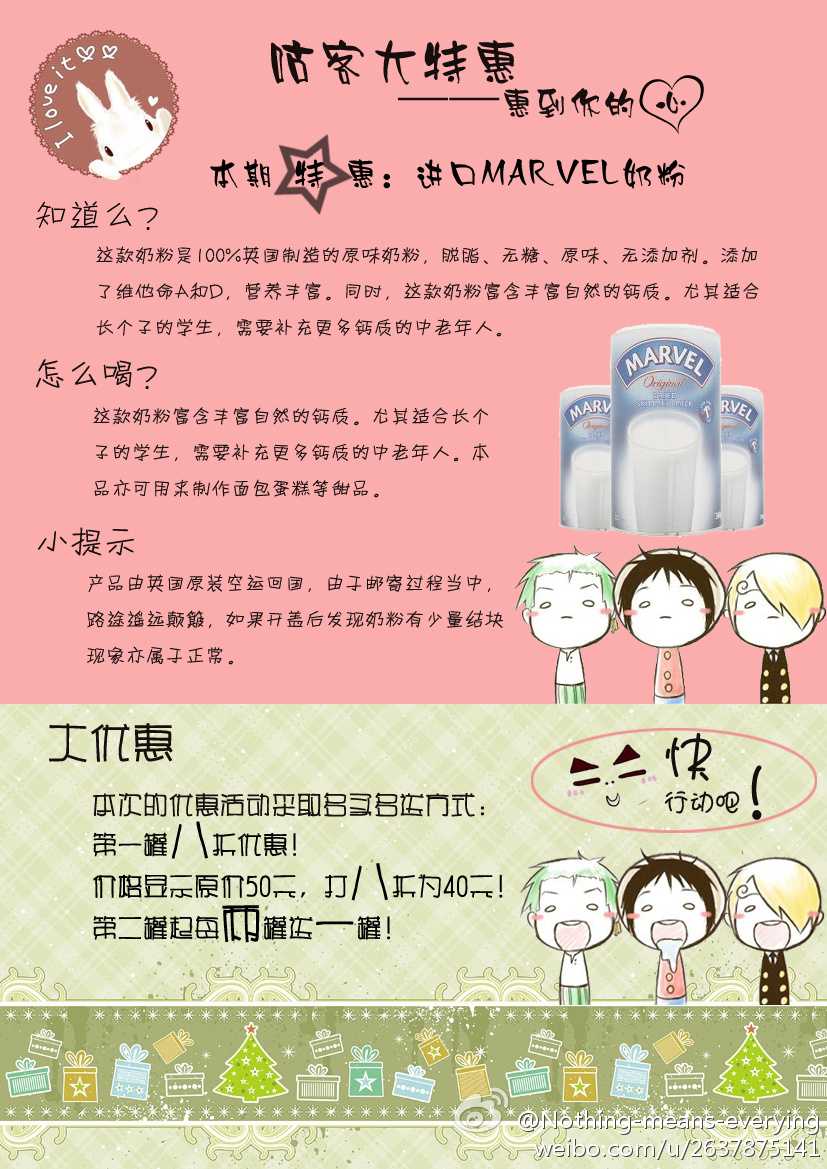 I love it
咕客大特惠
——惠到你的心
本期特惠：进口MARVEL奶粉
知道么？
这款奶粉是100%英国制造的原味奶粉，脱脂、无糖、原味、无添加剂。添加
了维他命A和D，营养丰富。同时，这款奶粉富含丰富自然的钙质。尤其适合
长个子的学生，需要补充更多钙质的中老年人。
怎么喝？
这款奶粉富含丰富自然的钙质。尤其适合长个
子的学生，需要补充更多钙质的中老年人。本
品亦可用来制作面包蛋糕等甜品。
MARVEL
Original
DRIED
SKIMMED MILK
MARV
Origina
RVEL
小提示
产品由英国原装空运回国，由于邮寄过程当中，
路途遥远颠簸，如果开盖后发现奶粉有少量结块
现象亦属于正常。
大优惠
快
行动吧！
本次的优惠活动采取多买多送方式：
第一罐八折优惠！
价格显示原价50元，打八折为40元！
第二罐起每两罐送一罐！
@Nothing-means-everying
weibo.com/u/2637875141